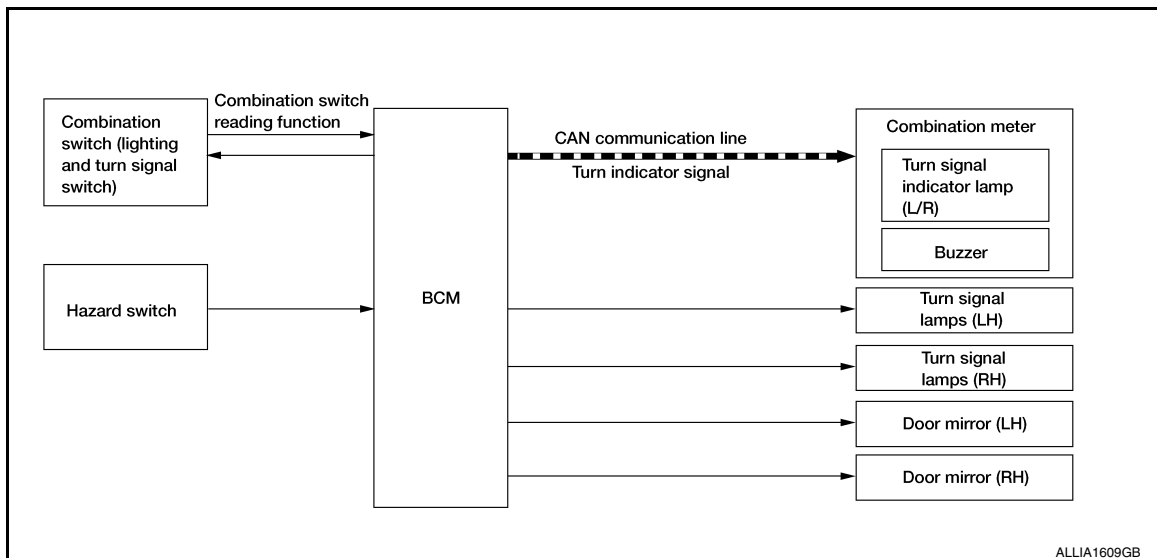 Combination switch
reading function
Combination
switch (lighting
and turn signal
switch)
Hazard switch
BCM
CAN communication line
Turn indicator signal
Combination meter
Turn signal
indicator lamp
(L/R)
Buzzer
Turn signal
lamps (LH)
Turn signal
lamps (RH)
Door mirror (LH)
Door mirror (RH)
ALLIA1609GB